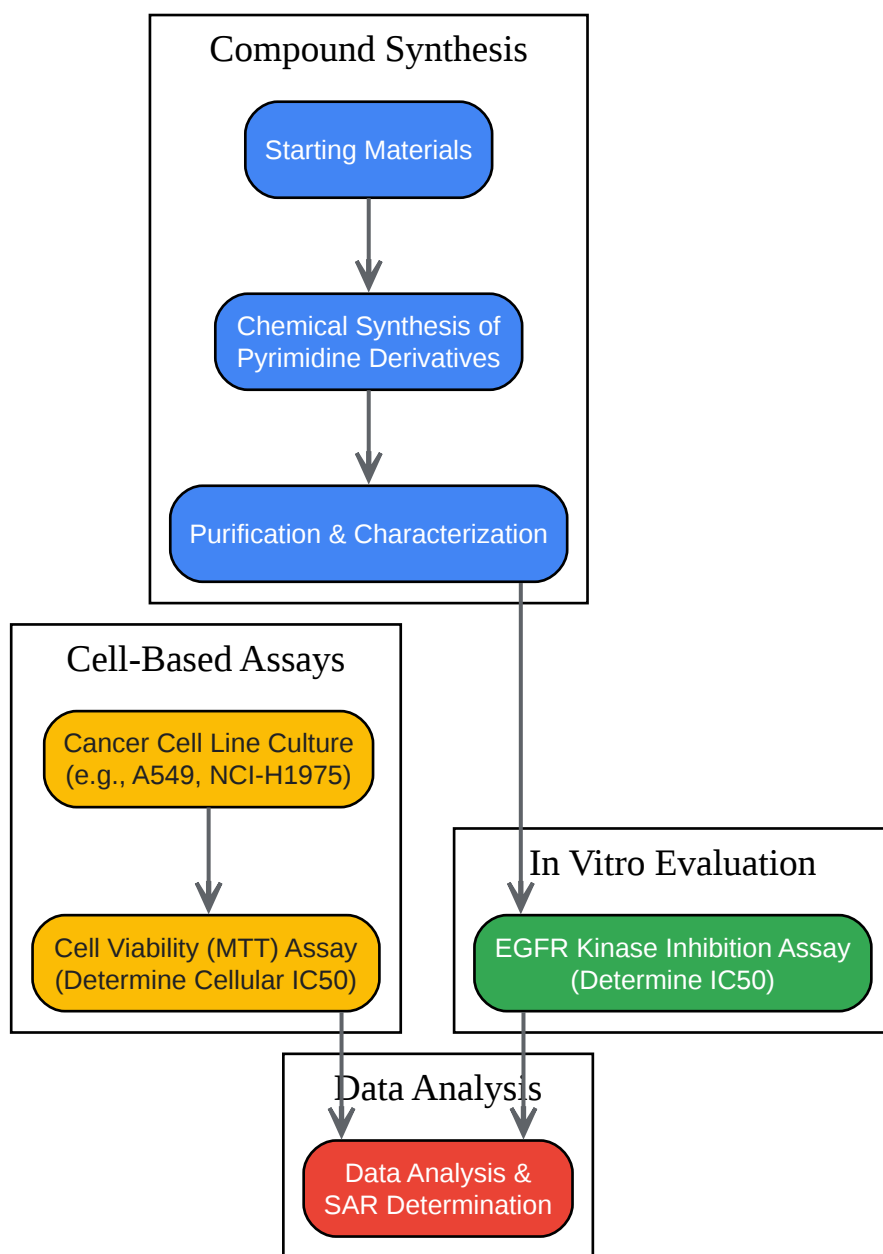 Compound Synthesis
Starting Materials
Chemical Synthesis of
Pyrimidine Derivatives
Purification & Characterization
Cell-Based Assays
Cancer Cell Line Culture
(e.g., A549, NCI-H1975)
Cell Viability (MTT) Assay
(Determine Cellular IC50)
In Vitro Evaluation
EGFR Kinase Inhibition Assay
(Determine IC50)
Data Analysis
Data Analysis &
SAR Determination